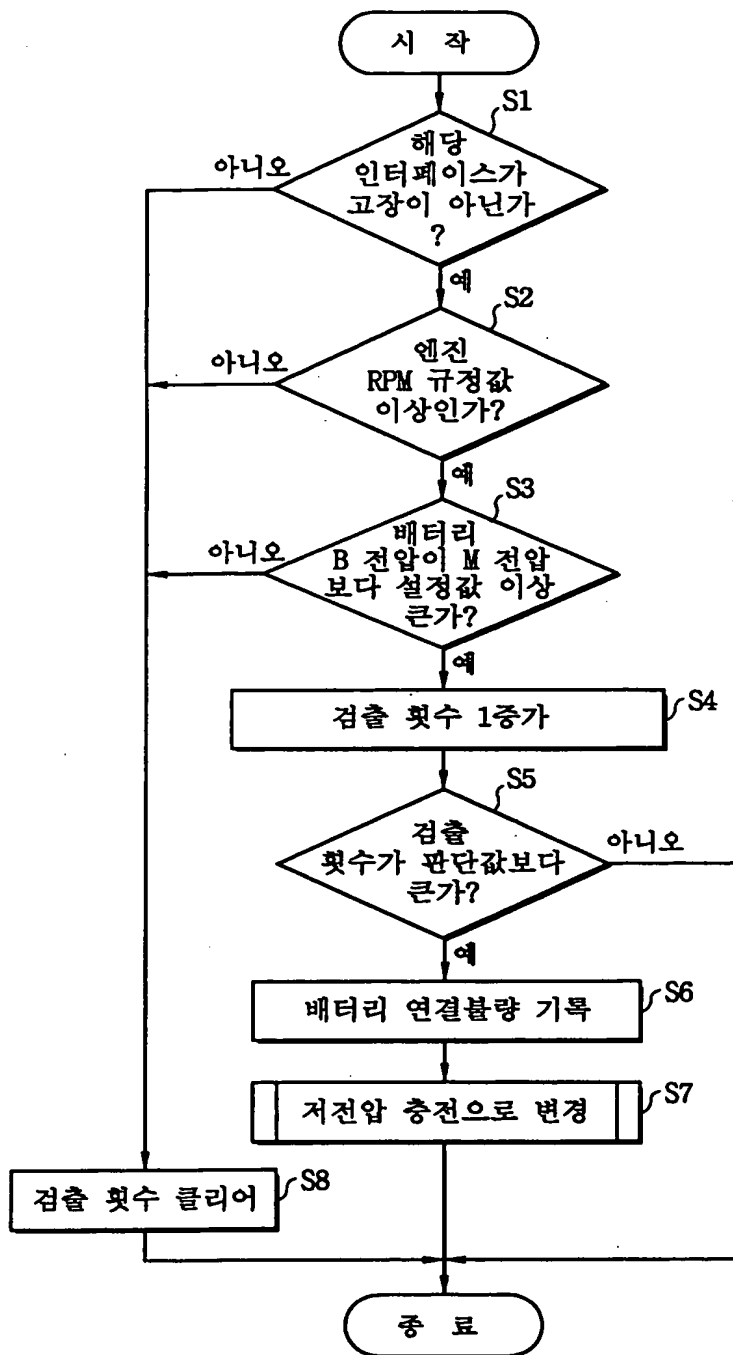 시 작
S1
해당
인터페이스가
고장이 아닌가
?
아니오
예
S2
엔진
RPM 규정값
이상인가?
아니오
예
S3
배터리
B 전압이 M 전압
보다 설정값 이상
큰가?
아니오
예
검출 횟수 1증가
S4
S5
검출
횟수가 판단값보다
큰가?
아니오
예
배터리 연결불량 기록
S6
저전압 충전으로 변경
S7
검출 횟수 클리어
S8
종 료